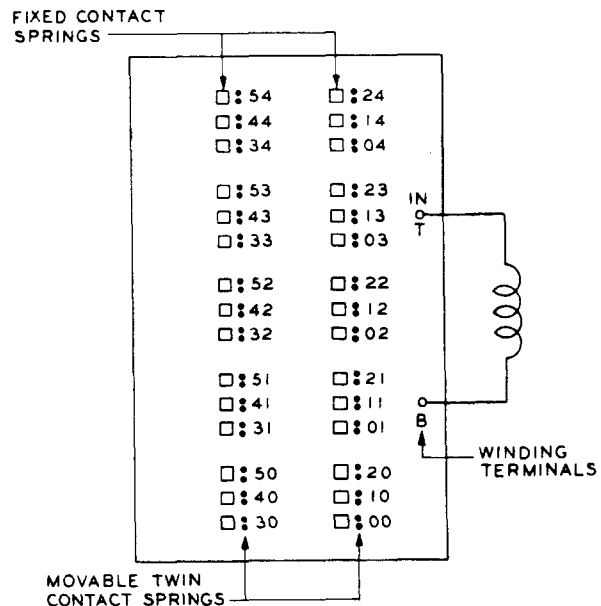 FIXED CONTACT
SPRINGS
54 24
44 14
34 04
53 23
IN
43 13
T
33 03
52 22
42 12
32 02
51 21
41 11
B
31 01
WINDING
TERMINALS
50 20
40 10
30 00
MOVABLE TWIN
CONTACT SPRINGS